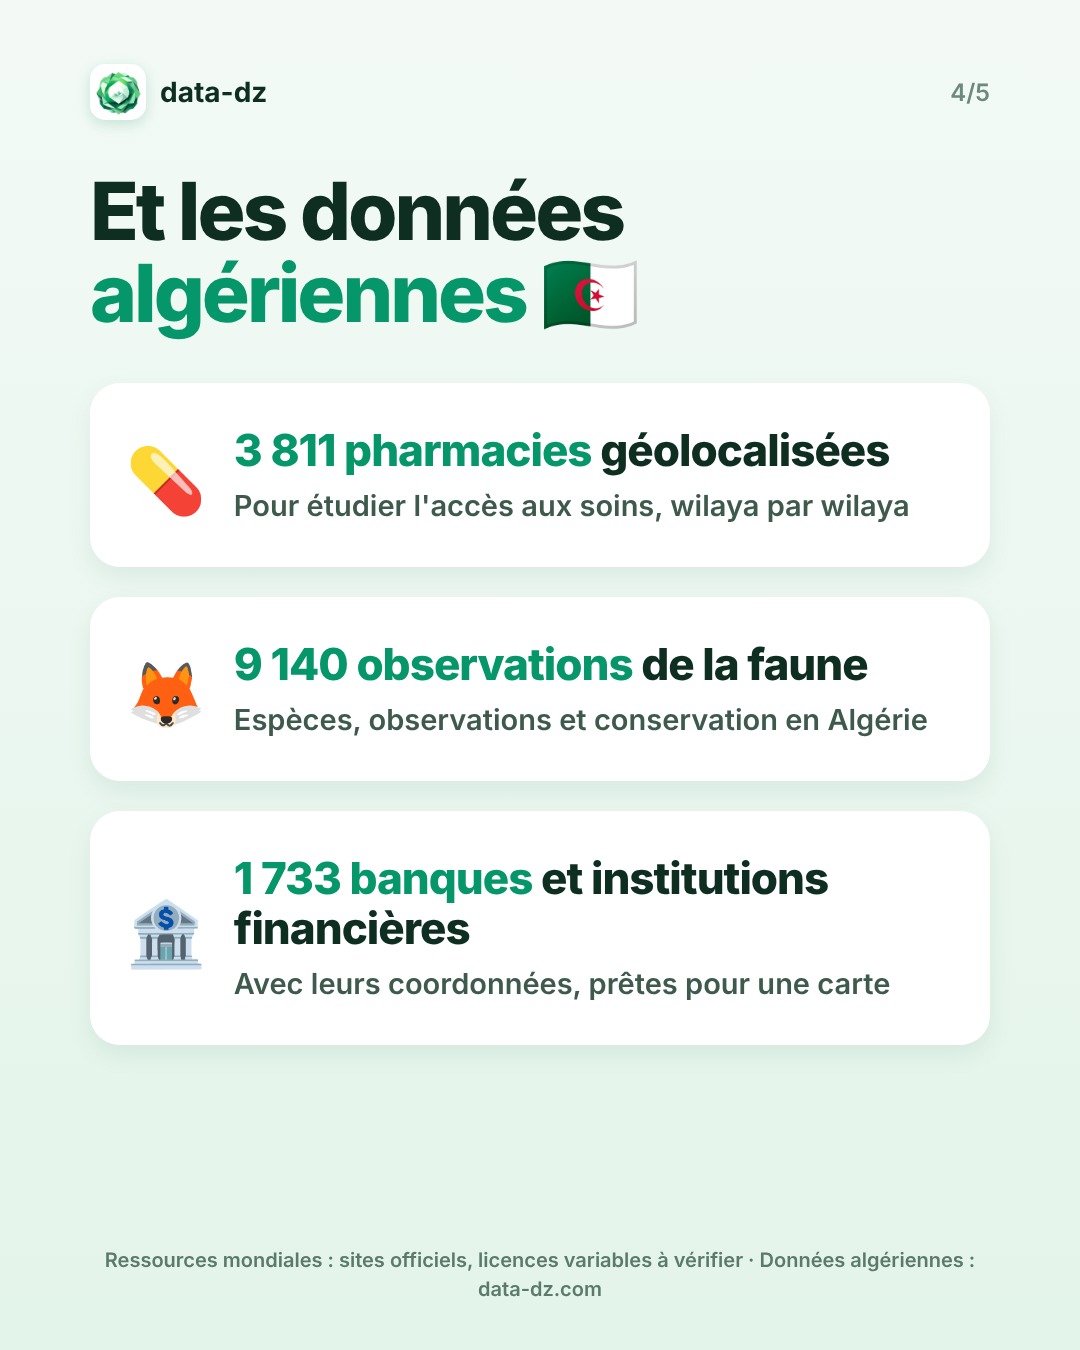 data-dz
4/5
Et les données
algériennes
3 811 pharmacies géolocalisées
Pour étudier l'accès aux soins, wilaya par wilaya
9 140 observations de la faune
Espèces, observations et conservation en Algérie
1 733 banques et institutions
financières
Avec leurs coordonnées, prêtes pour une carte
Ressources mondiales : sites officiels, licences variables à vérifier · Données algériennes :
data-dz.com